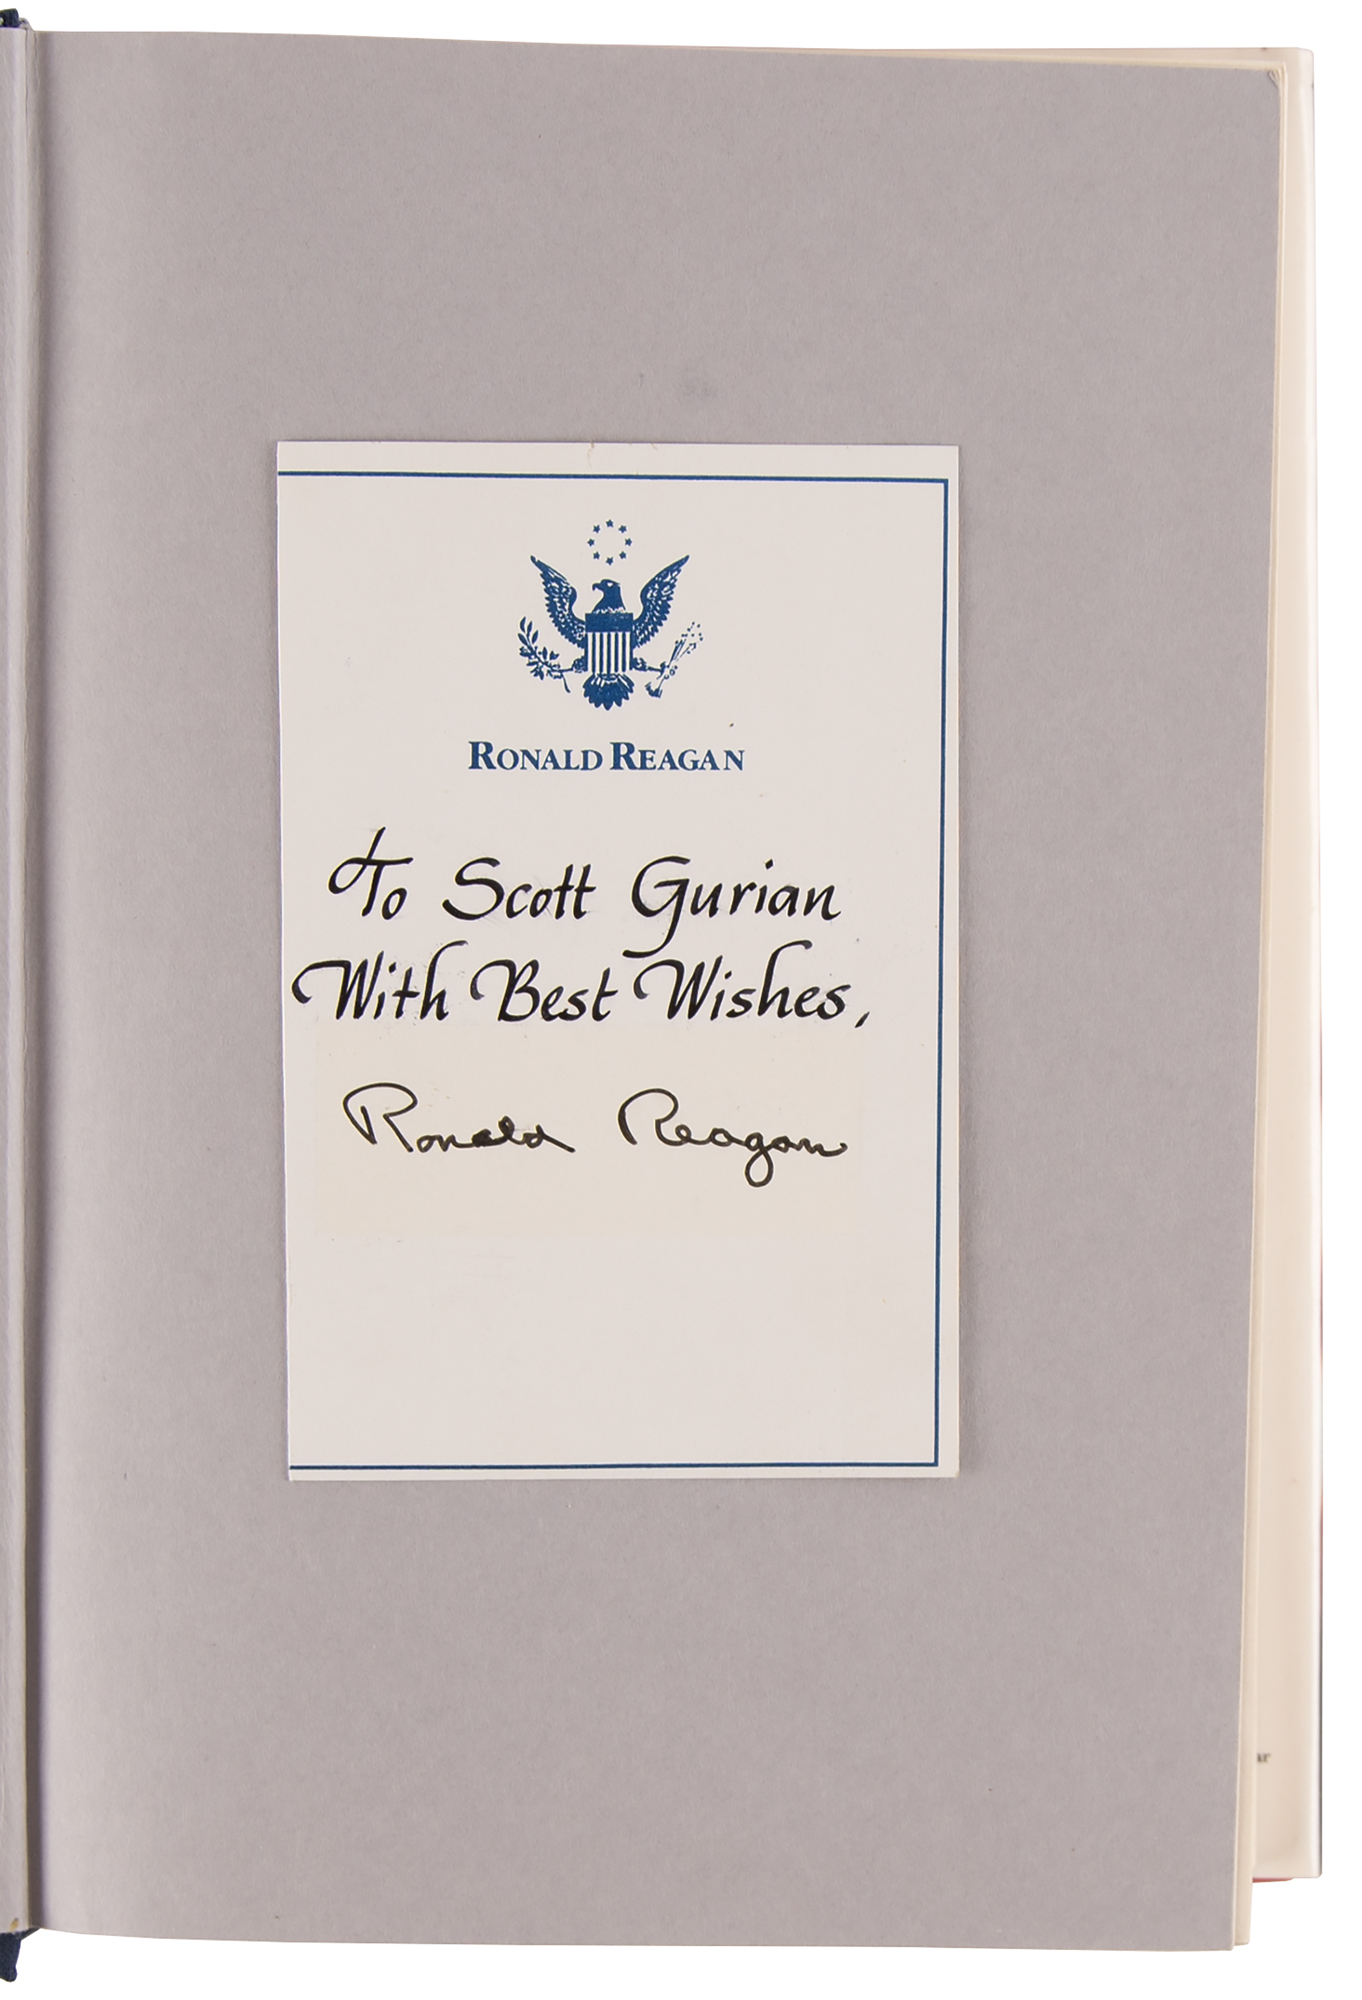 RONALD REAGAN
To Scott Gurian
With Best Wishes,
Ronald Reagan